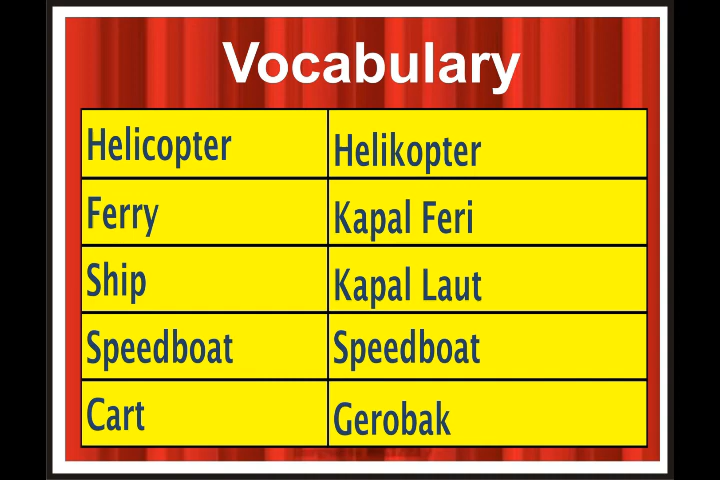 Vocabulary
Helicopter Helikopter
Ferry Kapal Feri
Ship Kapal Laut
Speedboat Speedboat
Cart Gerobak